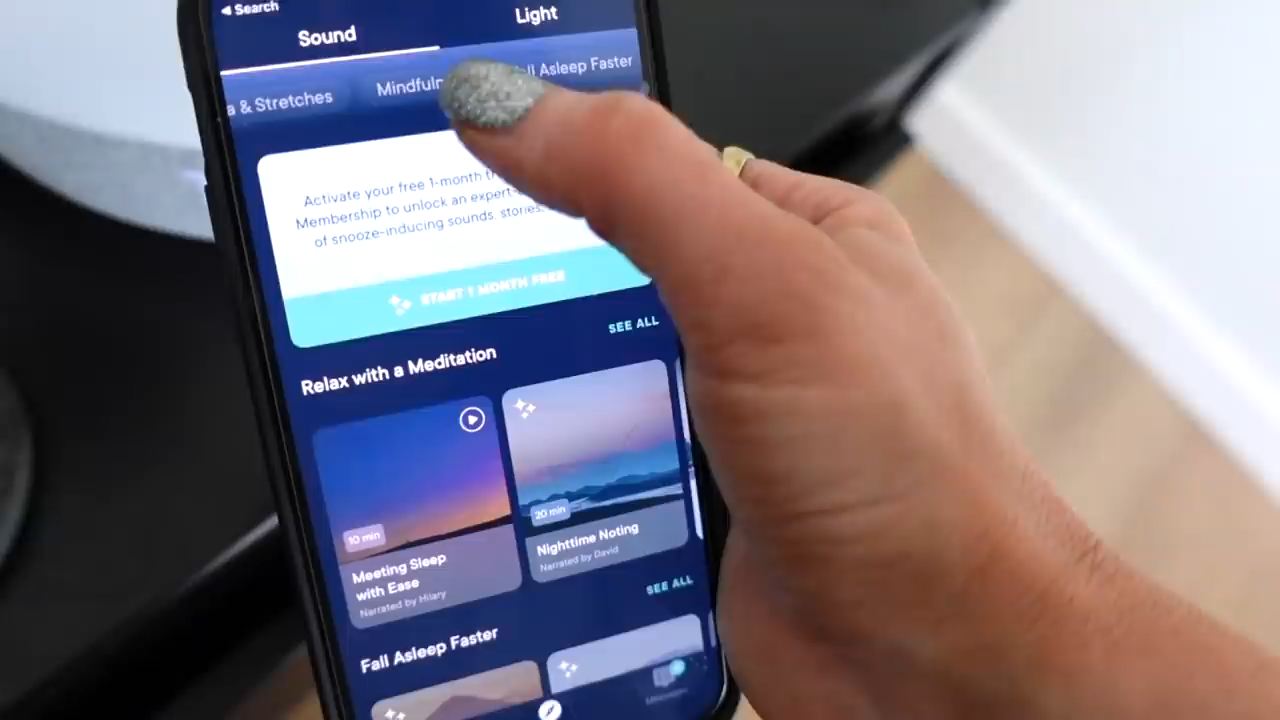 ◀ Search
Sound
Light
a & Stretches
Mindfuln
Fall Asleep Faster
Activate your free 1-month
Membership to unlock an expert
of snooze-inducing sounds, stories,
START 1 MONTH FREE
SEE ALL
Relax with a Meditation
10 min
Meeting Sleep
with Ease
Narrated by Hilary
20 min
Nighttime Noting
Narrated by David
SEE ALL
Fall Asleep Faster